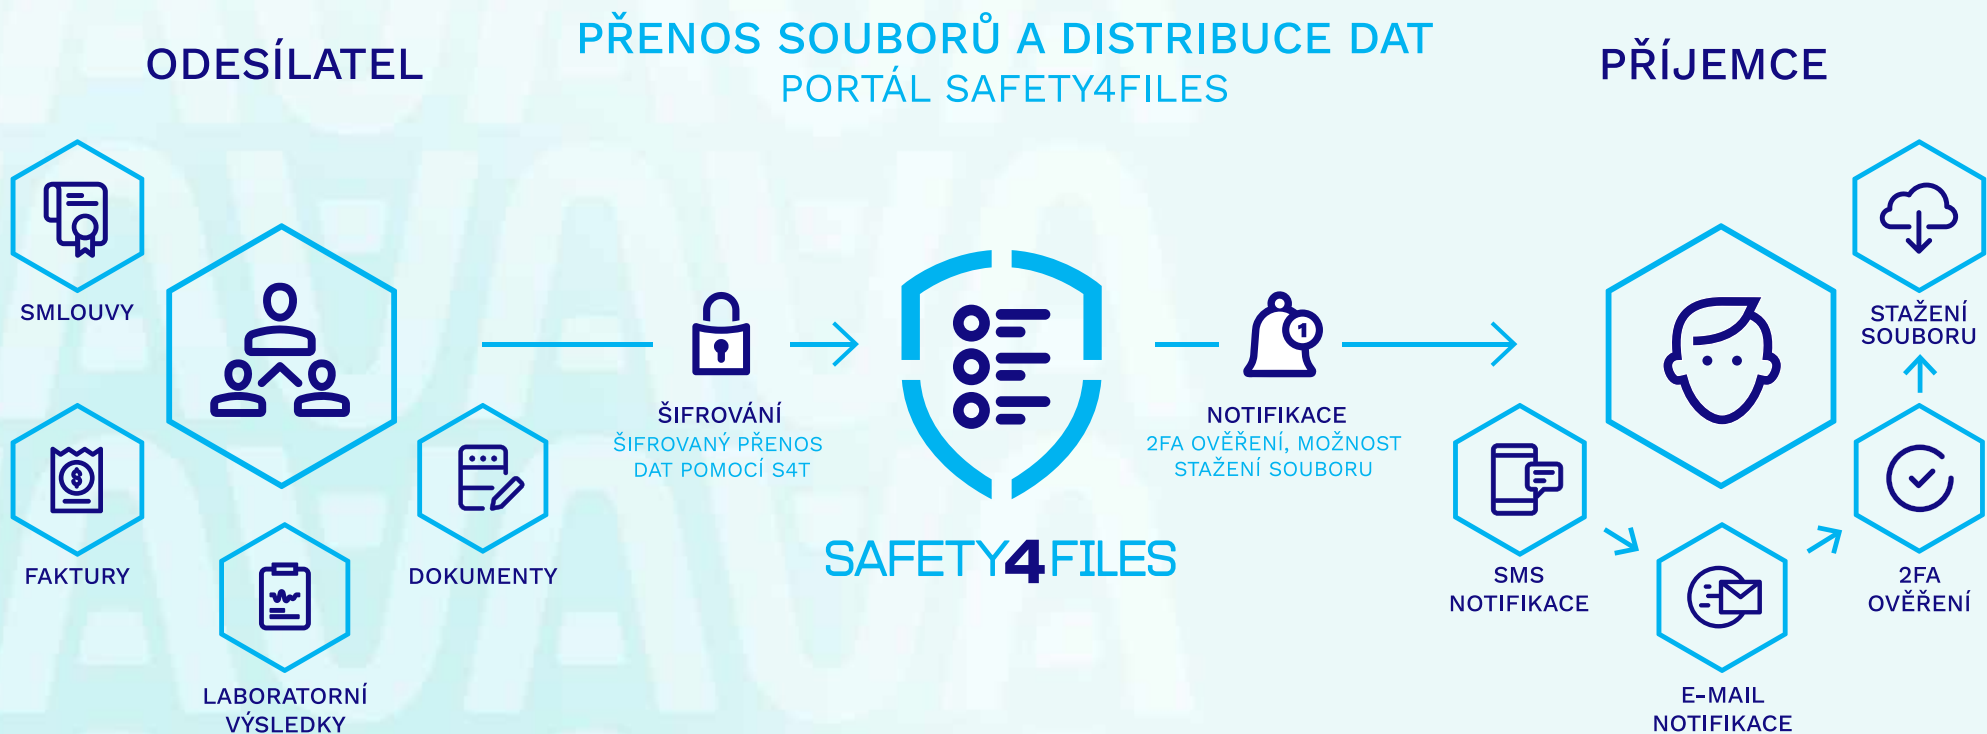 ODESÍLATEL
PŘENOS SOUBORŮ A DISTRIBUCE DAT
PORTÁL SAFETY4FILES
PŘÍJEMCE
SMLOUVY
FAKTURY
LABORATORNÍ
VÝSLEDKY
DOKUMENTY
ŠIFROVÁNÍ
ŠIFROVANÝ PŘENOS
DAT POMOCÍ S4T
SAFETY4FILES
1
NOTIFIKACE
2FA OVĚŘENÍ, MOŽNOST
STAŽENÍ SOUBORU
SMS
NOTIFIKACE
E-MAIL
NOTIFIKACE
2FA
OVĚŘENÍ
STAŽENÍ
SOUBORU